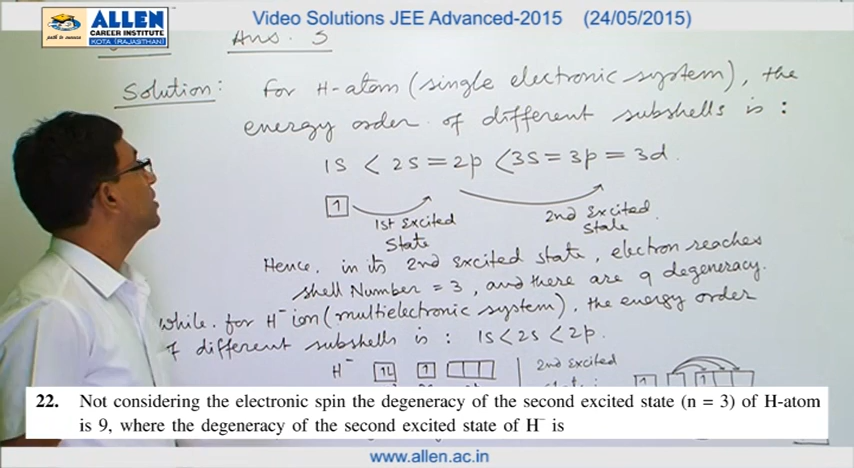 ALLEN
CAREER INSTITUTE
KOTA (RAJASTHAN)
path to success
Video Solutions JEE Advanced-2015 (24/05/2015)
Ans. 3
Solution: For H-atom (single electronic system), the
energy order of different subshells is :
1S < 2S = 2p < 3S = 3p = 3d.
1
1st Excited
State
2nd Excited
State
Hence, in its 2nd excited state, electron reaches
shell Number = 3, and there are 9 degeneracy.
While, for H⁻ ion (multielectronic system), the energy order
of different subshells is : 1S < 2S < 2p.
H⁻ 1L 1
2nd Excited
1 1
22. Not considering the electronic spin the degeneracy of the second excited state (n = 3) of H-atom
is 9, where the degeneracy of the second excited state of H⁻ is
www.allen.ac.in